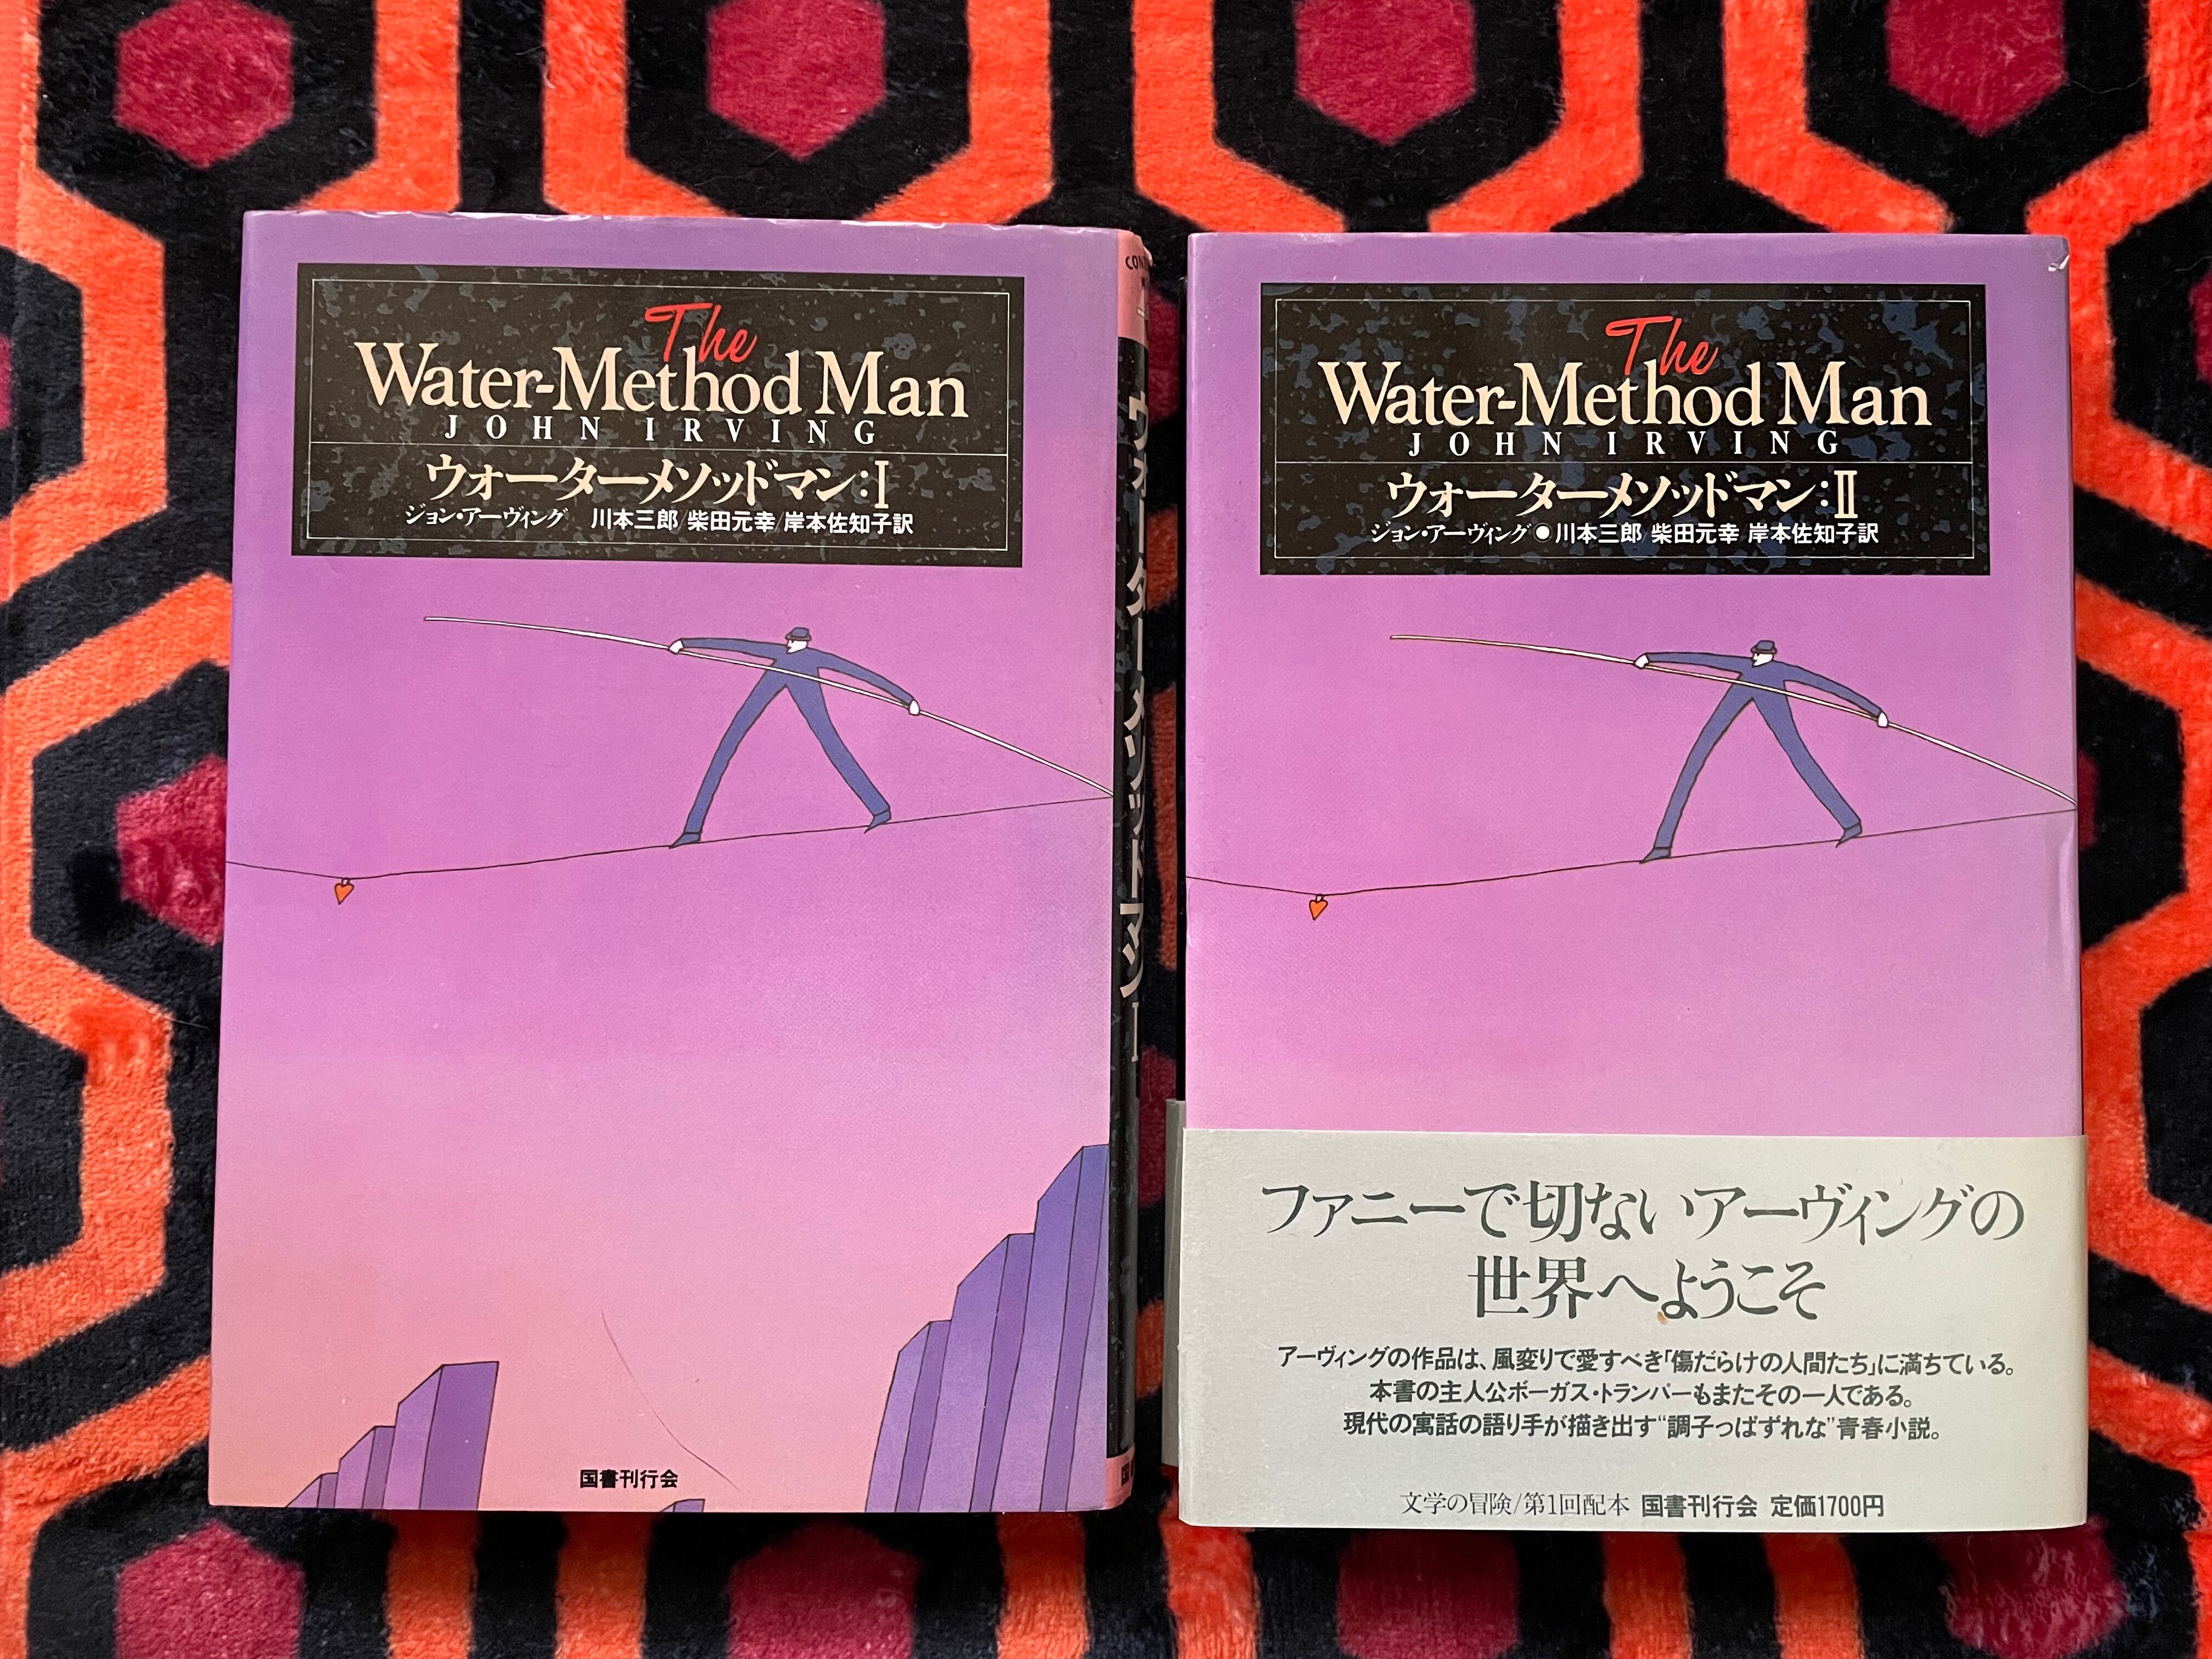 The
Water-Method Man
JOHN IRVING
ウォーターメソッドマン:I
ジョン・アーヴィング 川本三郎/柴田元幸/岸本佐知子訳
国書刊行会
ウォーターメソッドマン I
The
Water-Method Man
JOHN IRVING
ウォーターメソッドマン:II
ジョン・アーヴィング●川本三郎/柴田元幸/岸本佐知子訳
ファニーで切ないアーヴィングの
世界へようこそ
アーヴィングの作品は、風変りで愛すべき「傷だらけの人間たち」に満ちている。
本書の主人公ボーガス・トランパーもまたその一人である。
現代の寓話の語り手が描き出す“調子っぱずれな”青春小説。
文学の冒険/第1回配本 国書刊行会 定価1700円